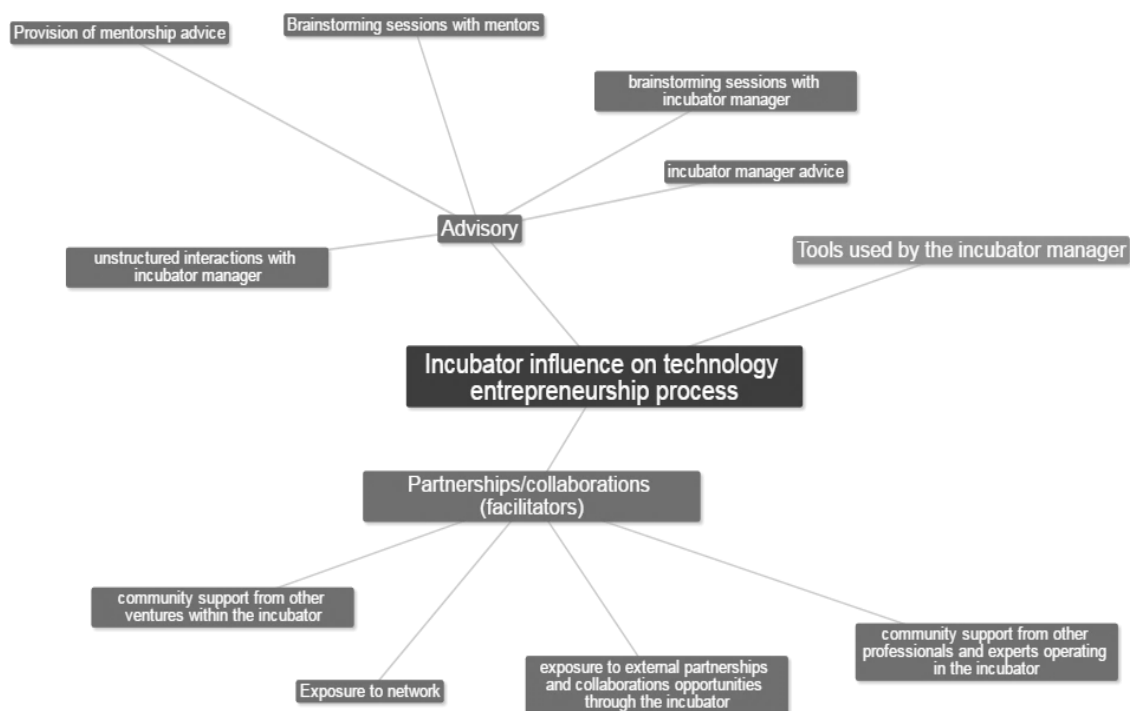 Provision of mentorship advice
Brainstorming sessions with mentors
brainstorming sessions with
incubator manager
incubator manager advice
Advisory
Tools used by the incubator manager
unstructured interactions with
incubator manager
Incubator influence on technology
entrepreneurship process
Partnerships/collaborations
(facilitators)
community support from other
ventures within the incubator
community support from other
professionals and experts operating
in the incubator
Exposure to network
exposure to external partnerships
and collaborations opportunities
through the incubator